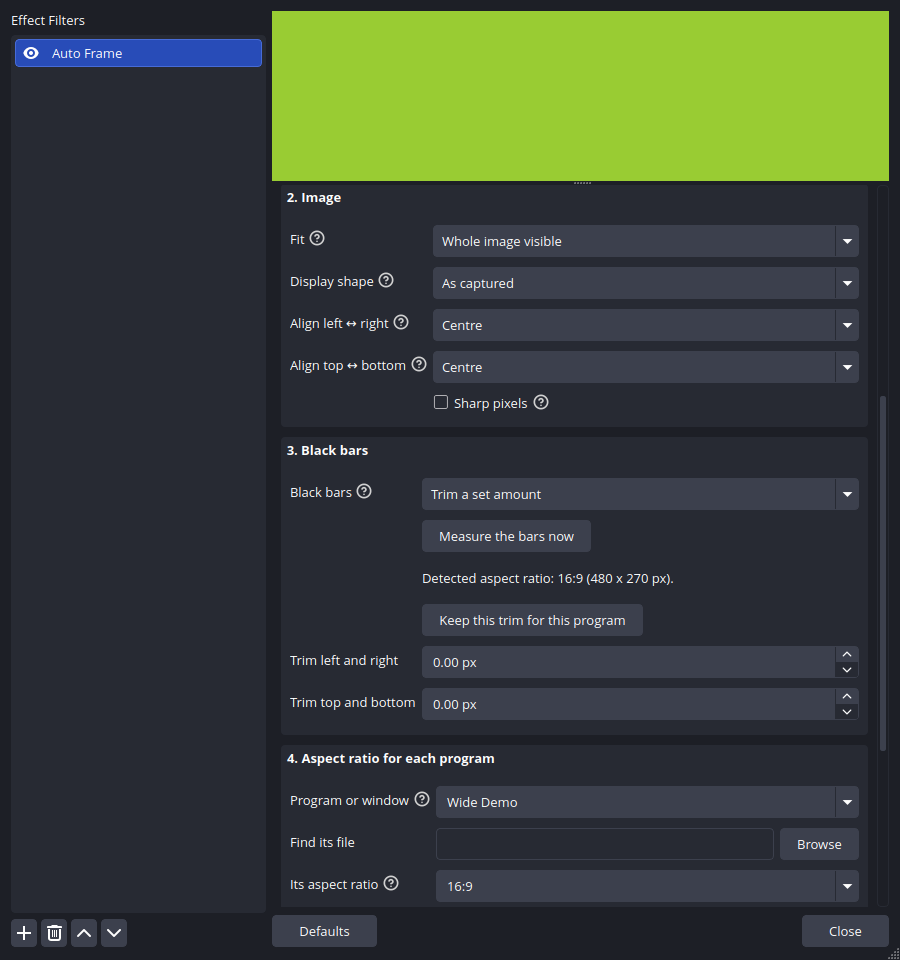 Effect Filters
Auto Frame
2. Image
Fit
Whole image visible
Display shape
As captured
Align left ↔ right
Centre
Align top ↔ bottom
Centre
Sharp pixels
3. Black bars
Black bars
Trim a set amount
Measure the bars now
Detected aspect ratio: 16:9 (480 x 270 px).
Keep this trim for this program
Trim left and right
0.00 px
Trim top and bottom
0.00 px
4. Aspect ratio for each program
Program or window
Wide Demo
Find its file
Browse
Its aspect ratio
16:9
Defaults
Close